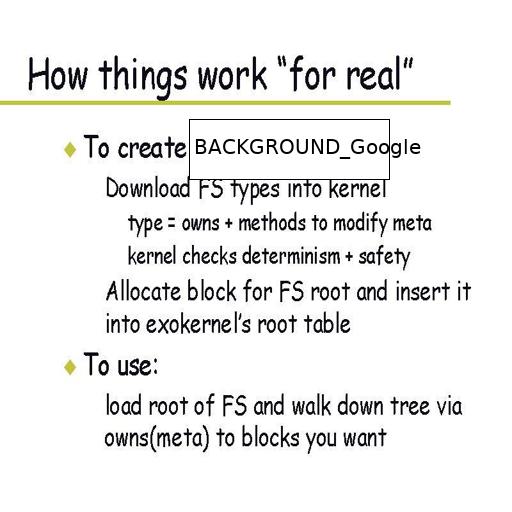 How things work “for real”
To create BACKGROUND_Google
Download FS types into kernel
type = owns + methods to modify meta
kernel checks determinism + safety
Allocate block for FS root and insert it
into exokernel's root table
To use:
load root of FS and walk down tree via
owns(meta) to blocks you want